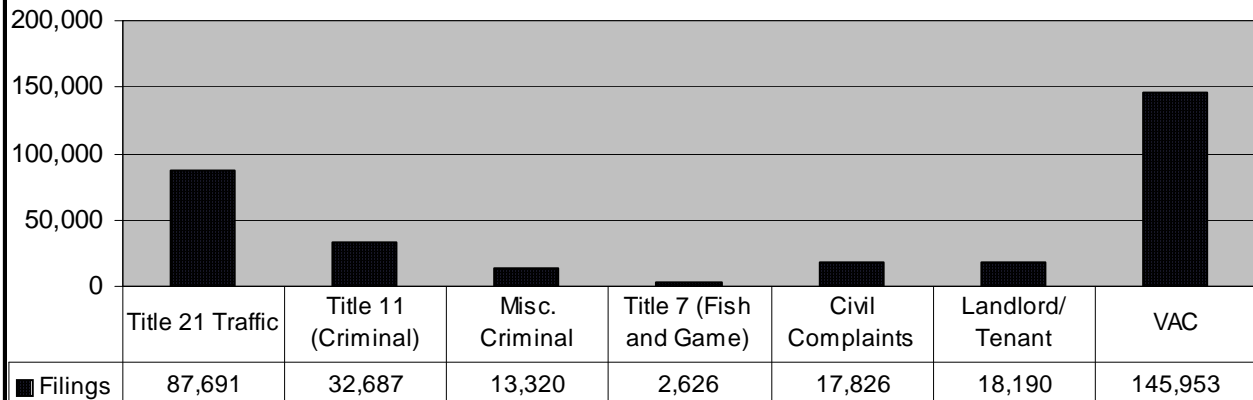 200,000
150,000
100,000
50,000
0
Title 21 Traffic
Title 11
(Criminal)
Misc.
Criminal
Title 7 (Fish
and Game)
Civil
Complaints
Landlord/
Tenant
VAC
Filings 87,691 32,687 13,320 2,626 17,826 18,190 145,953